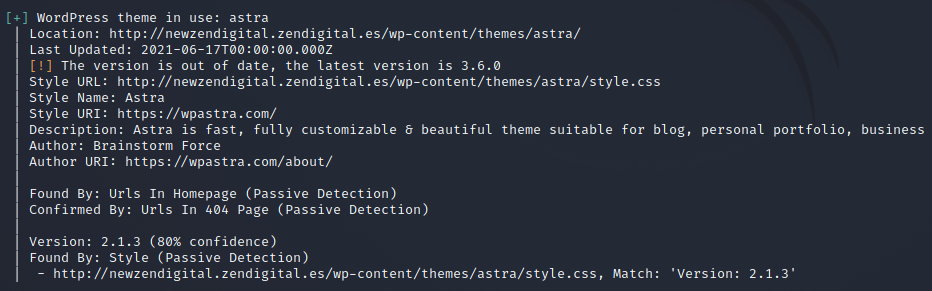 [+] WordPress theme in use: astra
| Location: http://newzendigital.zendigital.es/wp-content/themes/astra/
| Last Updated: 2021-06-17T00:00:00.000Z
| [!] The version is out of date, the latest version is 3.6.0
| Style URL: http://newzendigital.zendigital.es/wp-content/themes/astra/style.css
| Style Name: Astra
| Style URI: https://wpastra.com/
| Description: Astra is fast, fully customizable & beautiful theme suitable for blog, personal portfolio, business
| Author: Brainstorm Force
| Author URI: https://wpastra.com/about/
|
| Found By: Urls In Homepage (Passive Detection)
| Confirmed By: Urls In 404 Page (Passive Detection)
|
| Version: 2.1.3 (80% confidence)
| Found By: Style (Passive Detection)
|  - http://newzendigital.zendigital.es/wp-content/themes/astra/style.css, Match: 'Version: 2.1.3'